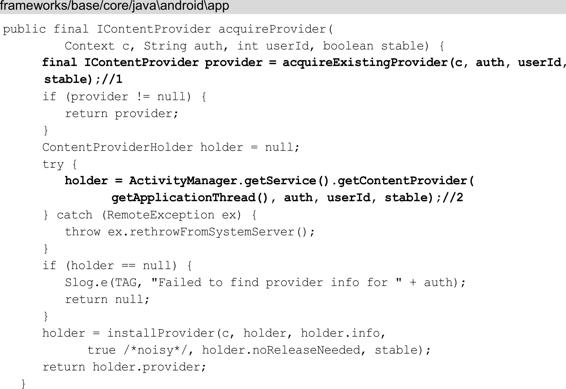 frameworks/base/core/java\android\app
public final IContentProvider acquireProvider(
Context c, String auth, int userId, boolean stable) {
final IContentProvider provider = acquireExistingProvider(c, auth, userId,
stable);//1
if (provider != null) {
return provider;
}
ContentProviderHolder holder = null;
try {
holder = ActivityManager.getService().getContentProvider(
getApplicationThread(), auth, userId, stable);//2
} catch (RemoteException ex) {
throw ex.rethrowFromSystemServer();
}
if (holder == null) {
Slog.e(TAG, "Failed to find provider info for " + auth);
return null;
}
holder = installProvider(c, holder, holder.info,
true /*noisy*/, holder.noReleaseNeeded, stable);
return holder.provider;
}